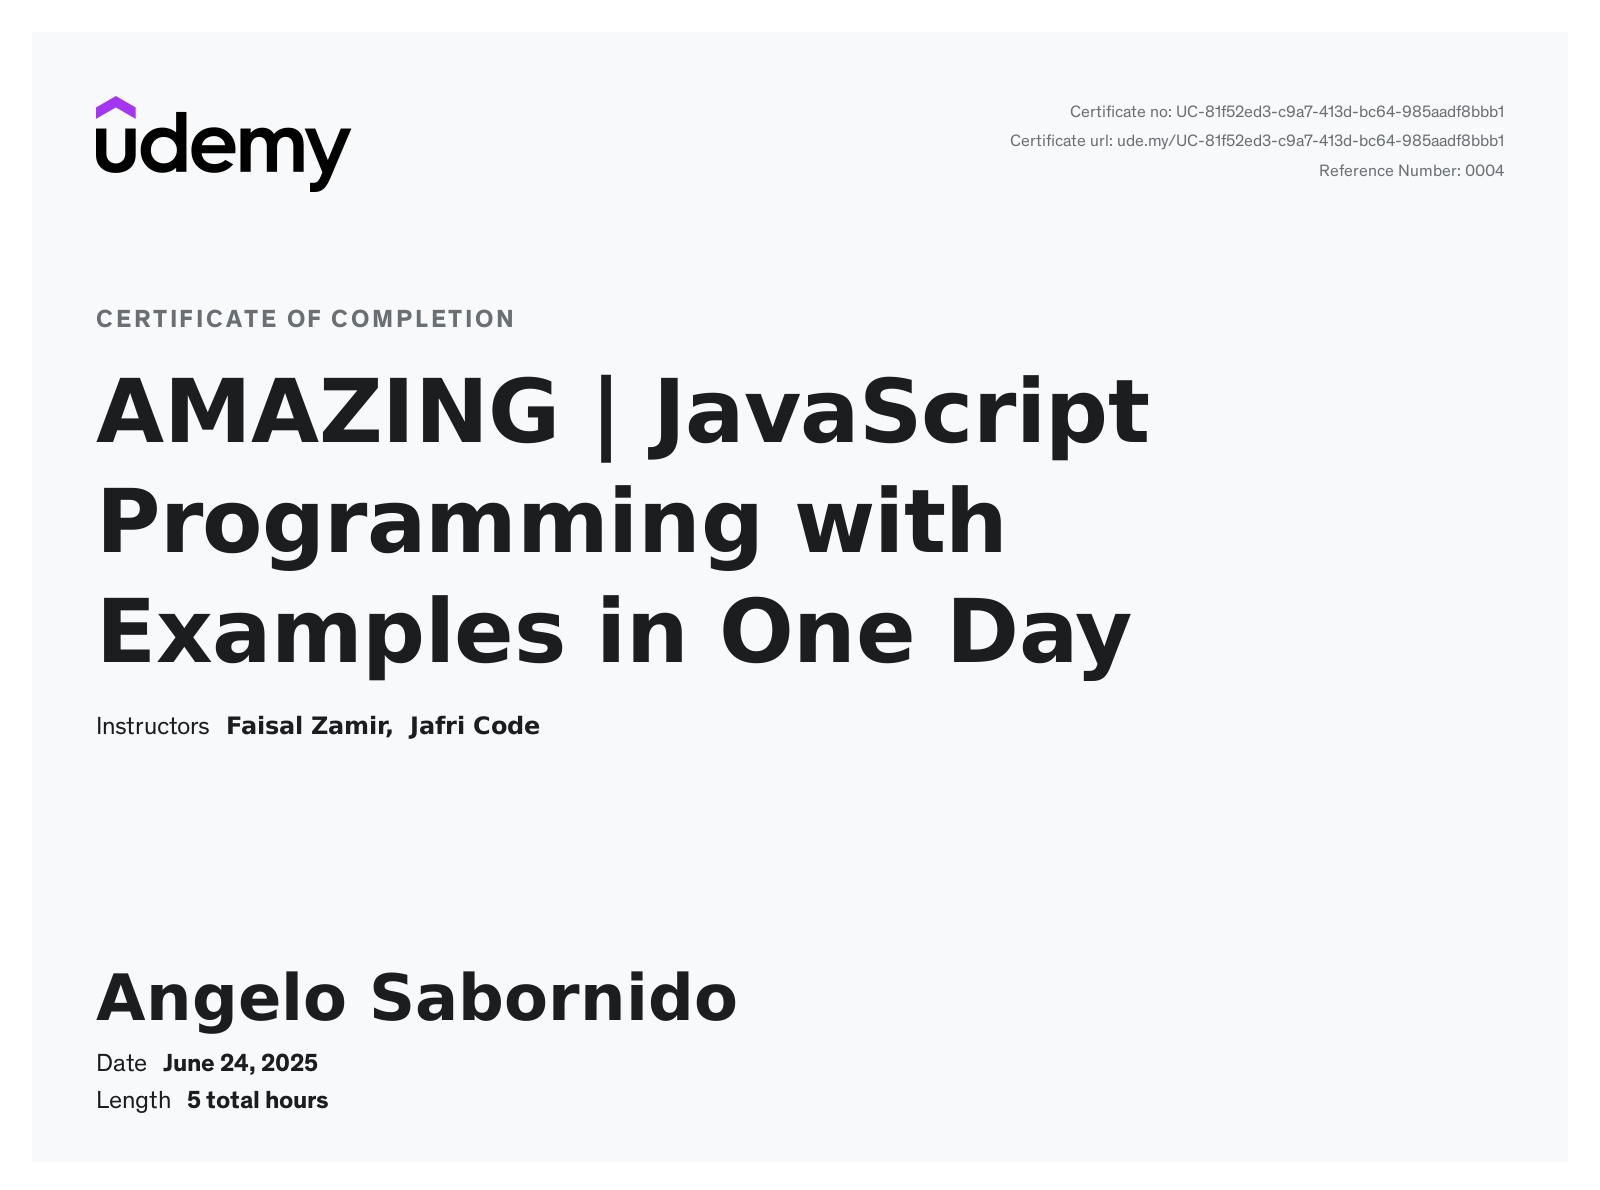 udemy
Certificate no: UC-81f52ed3-c9a7-413d-bc64-985aadf8bbb1
Certificate url: ude.my/UC-81f52ed3-c9a7-413d-bc64-985aadf8bbb1
Reference Number: 0004
CERTIFICATE OF COMPLETION
AMAZING | JavaScript
Programming with
Examples in One Day
Instructors Faisal Zamir, Jafri Code
Angelo Sabornido
Date June 24, 2025
Length 5 total hours